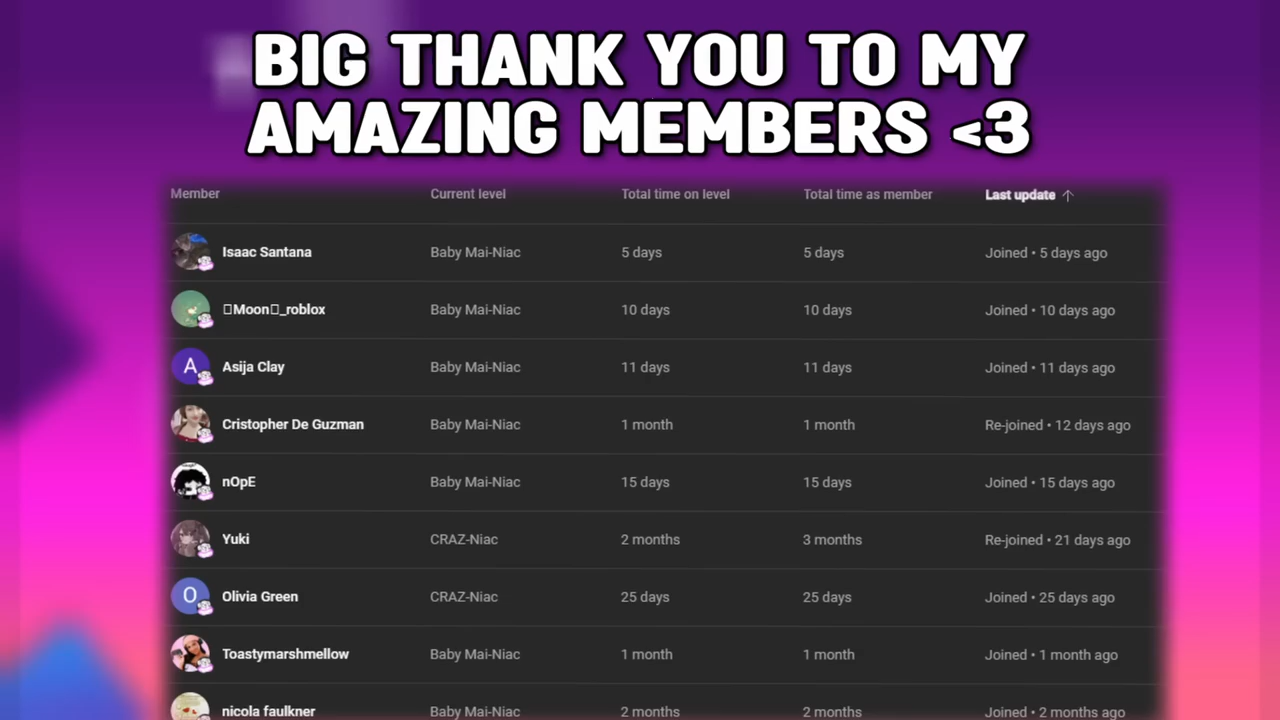 BIG THANK YOU TO MY
AMAZING MEMBERS <3
Member Current level Total time on level Total time as member Last update ↑
Isaac Santana Baby Mai-Niac 5 days 5 days Joined • 5 days ago
□Moon□_roblox Baby Mai-Niac 10 days 10 days Joined • 10 days ago
A Asija Clay Baby Mai-Niac 11 days 11 days Joined • 11 days ago
Cristopher De Guzman Baby Mai-Niac 1 month 1 month Re-joined • 12 days ago
nOpE Baby Mai-Niac 15 days 15 days Joined • 15 days ago
Yuki CRAZ-Niac 2 months 3 months Re-joined • 21 days ago
O Olivia Green CRAZ-Niac 25 days 25 days Joined • 25 days ago
Toastymarshmellow Baby Mai-Niac 1 month 1 month Joined • 1 month ago
nicola faulkner Baby Mai-Niac 2 months 2 months Joined • 2 months ago